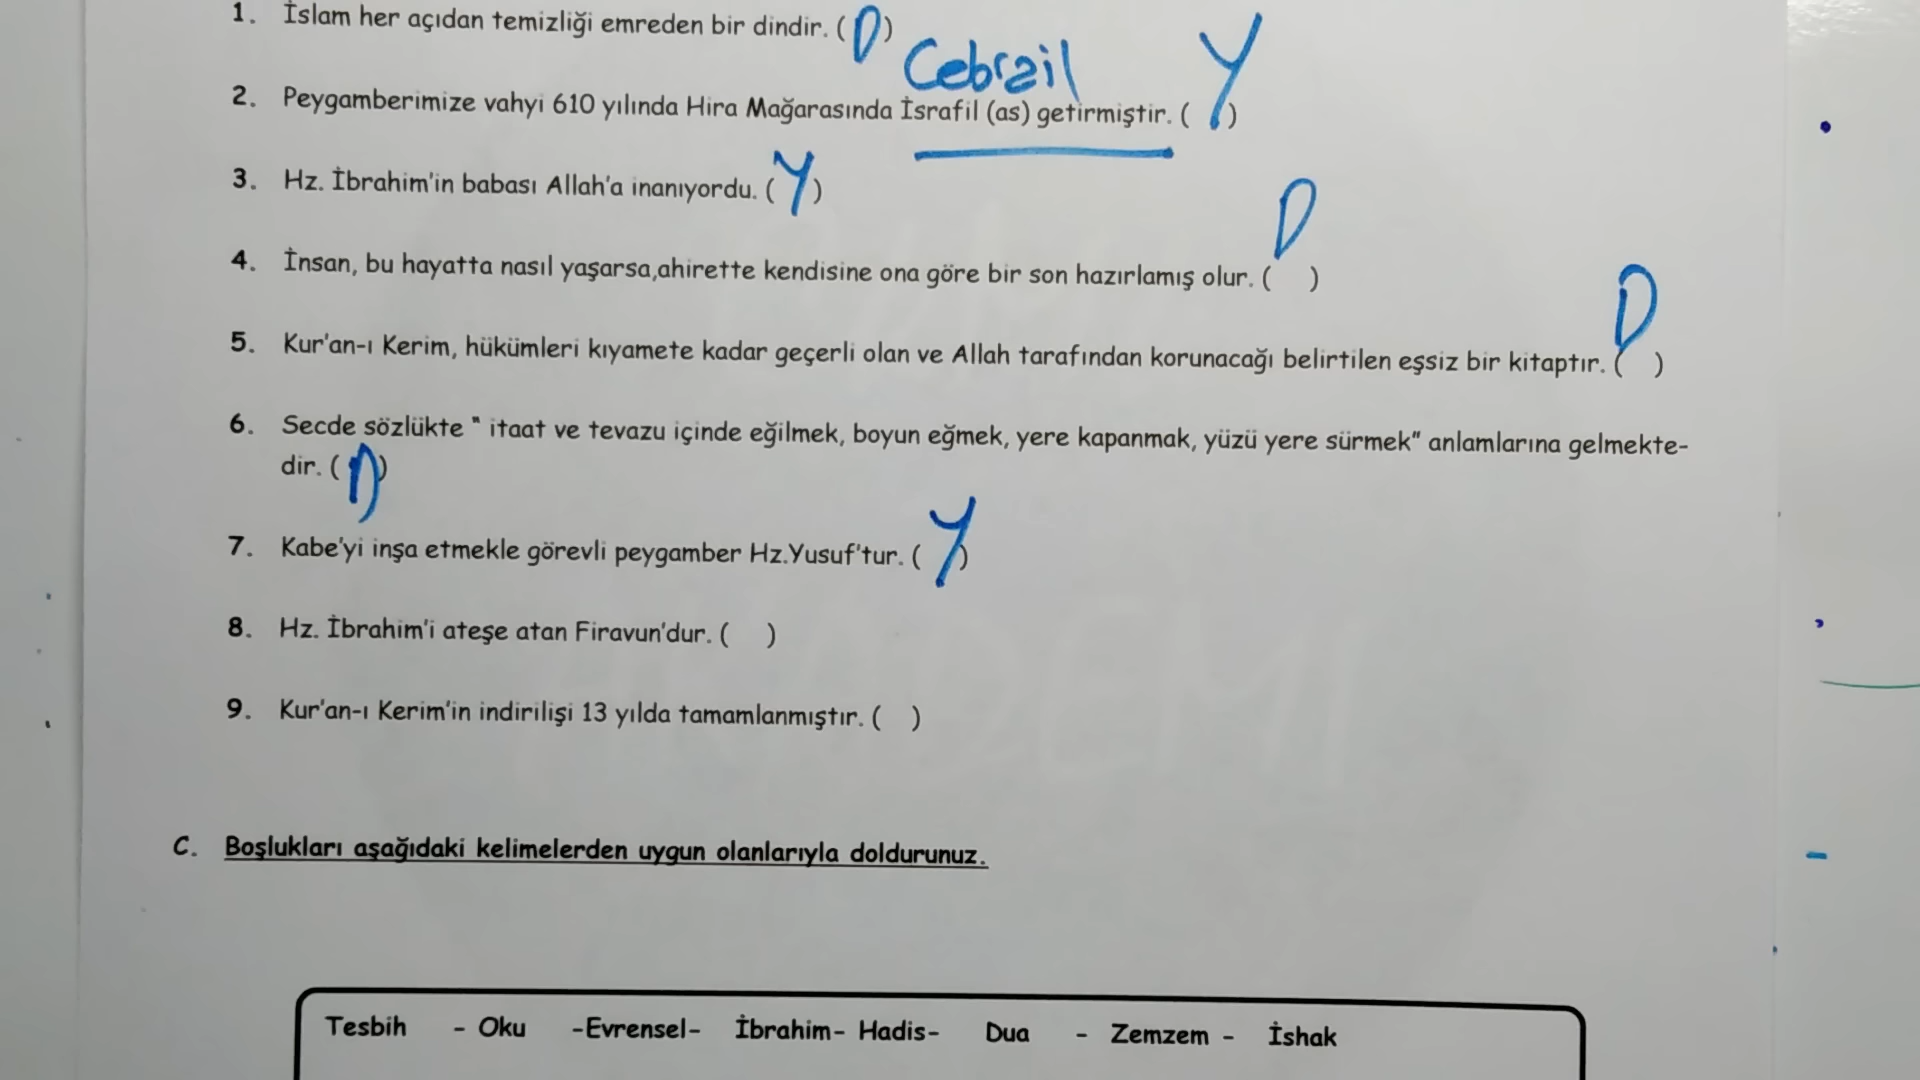 1. İslam her açıdan temizliği emreden bir dindir. (D)
Cebrail
2. Peygamberimize vahyi 610 yılında Hira Mağarasında İsrafil (as) getirmiştir. (Y)
3. Hz. İbrahim'in babası Allah'a inanıyordu. (Y)
4. İnsan, bu hayatta nasıl yaşarsa,ahirette kendisine ona göre bir son hazırlamış olur. ( ) D
5. Kur'an-ı Kerim, hükümleri kıyamete kadar geçerli olan ve Allah tarafından korunacağı belirtilen eşsiz bir kitaptır. ( ) D
6. Secde sözlükte " itaat ve tevazu içinde eğilmek, boyun eğmek, yere kapanmak, yüzü yere sürmek" anlamlarına gelmekte-
dir. (D)
7. Kabe'yi inşa etmekle görevli peygamber Hz.Yusuf'tur. (Y)
8. Hz. İbrahim'i ateşe atan Firavun'dur. ( )
9. Kur'an-ı Kerim'in indirilişi 13 yılda tamamlanmıştır. ( )
C. Boşlukları aşağıdaki kelimelerden uygun olanlarıyla doldurunuz.
Tesbih - Oku -Evrensel- İbrahim- Hadis- Dua - Zemzem - İshak